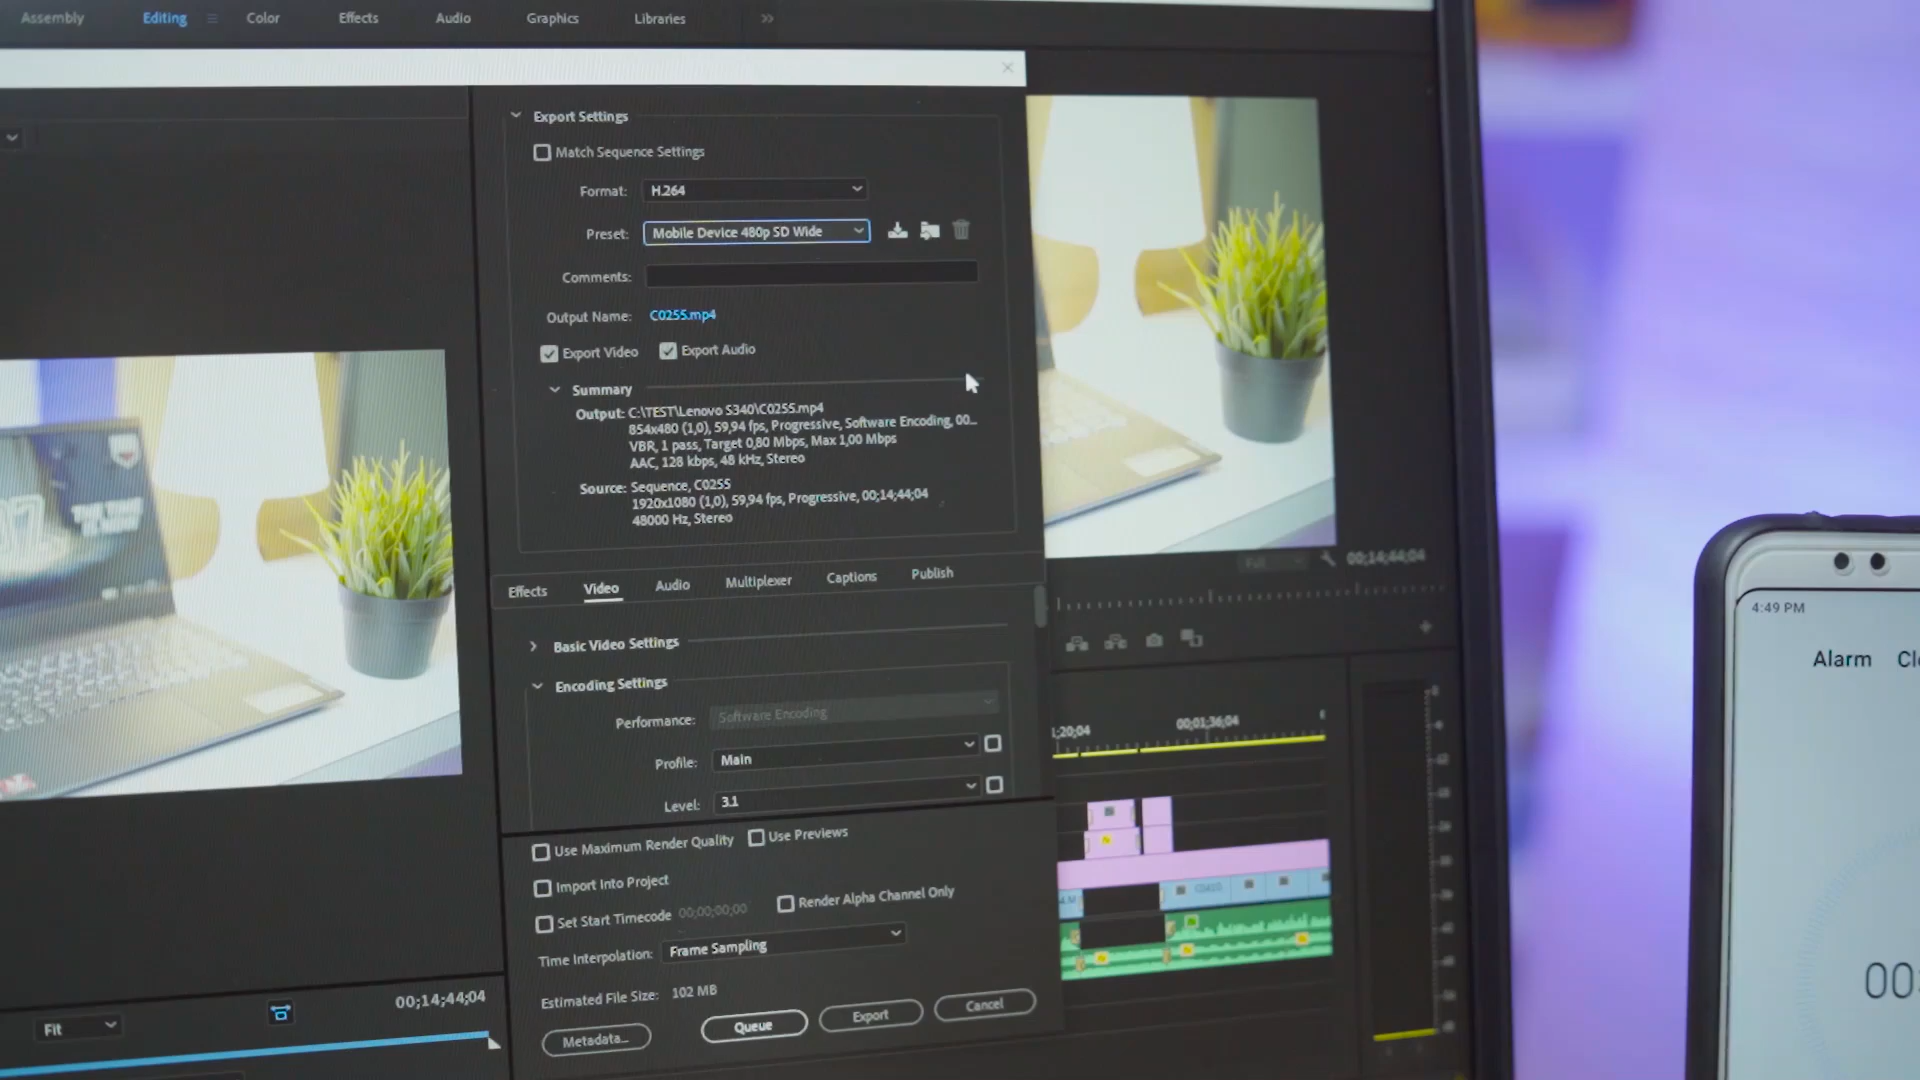 Assembly Editing Color Effects Audio Graphics Libraries
Export Settings
Match Sequence Settings
Format: H.264
Preset: Mobile Device 480p SD Wide
Comments:
Output Name: C0255.mp4
Export Video Export Audio
Summary
Output: C:\TEST\Lenovo S340\C0255.mp4
854x480 (1,0), 59,94 fps, Progressive, Software Encoding, 00...
VBR, 1 pass, Target 0,80 Mbps, Max 1,00 Mbps
AAC, 128 kbps, 48 kHz, Stereo
Source: Sequence, C0255
1920x1080 (1,0), 59,94 fps, Progressive, 00;14;44;04
48000 Hz, Stereo
Effects Video Audio Multiplexer Captions Publish
Basic Video Settings
Encoding Settings
Performance: Software Encoding
Profile: Main
Level: 3.1
Use Maximum Render Quality Use Previews
Import Into Project
Set Start Timecode 00;00;00;00 Render Alpha Channel Only
Time Interpolation: Frame Sampling
Estimated File Size: 102 MB
Metadata... Queue Export Cancel
THE TIME
IS NOW
Fit 00;14;44;04
Full 00;14;44;04
00;01;36;04
4:49 PM
Alarm
00